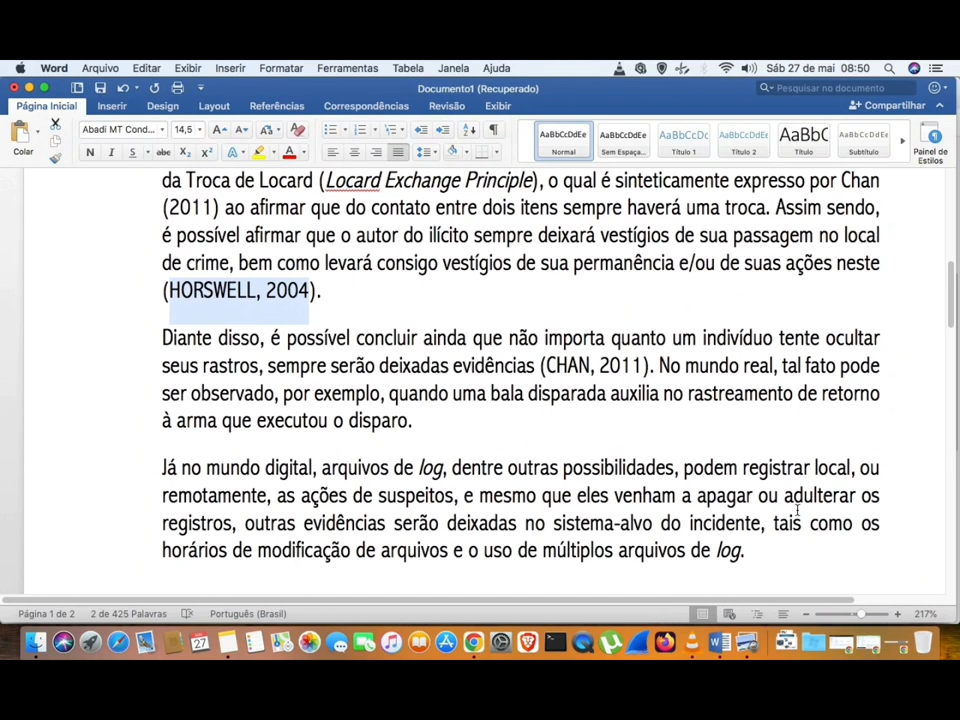 Word Arquivo Editar Exibir Inserir Formatar Ferramentas Tabela Janela Ajuda Sáb 27 de mai 08:50
Documento1 (Recuperado)
Pesquisar no documento
Página Inicial Inserir Design Layout Referências Correspondências Revisão Exibir Compartilhar
Colar
Abadi MT Cond... 14,5
N I S abc X₂ X²
AaBbCcDdEe
Normal
AaBbCcDdEe
Sem Espaça...
AaBbCcDc
Título 1
AaBbCcDdE
Título 2
AaBbC
Título
AaBbCcDdEe
Subtítulo
Painel de
Estilos
da Troca de Locard (Locard Exchange Principle), o qual é sinteticamente expresso por Chan
(2011) ao afirmar que do contato entre dois itens sempre haverá uma troca. Assim sendo,
é possível afirmar que o autor do ilícito sempre deixará vestígios de sua passagem no local
de crime, bem como levará consigo vestígios de sua permanência e/ou de suas ações neste
(HORSWELL, 2004).
Diante disso, é possível concluir ainda que não importa quanto um indivíduo tente ocultar
seus rastros, sempre serão deixadas evidências (CHAN, 2011). No mundo real, tal fato pode
ser observado, por exemplo, quando uma bala disparada auxilia no rastreamento de retorno
à arma que executou o disparo.
Já no mundo digital, arquivos de log, dentre outras possibilidades, podem registrar local, ou
remotamente, as ações de suspeitos, e mesmo que eles venham a apagar ou adulterar os
registros, outras evidências serão deixadas no sistema-alvo do incidente, tais como os
horários de modificação de arquivos e o uso de múltiplos arquivos de log.
Página 1 de 2 2 de 425 Palavras Português (Brasil) 217%
27